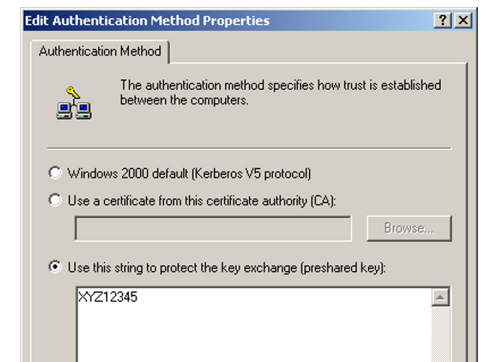 Edit Authentication Method Properties
Authentication Method
The authentication method specifies how trust is established
between the computers.
Windows 2000 default (Kerberos V5 protocol)
Use a certificate from this certificate authority (CA):
Browse...
Use this string to protect the key exchange (preshared key):
XYZ12345